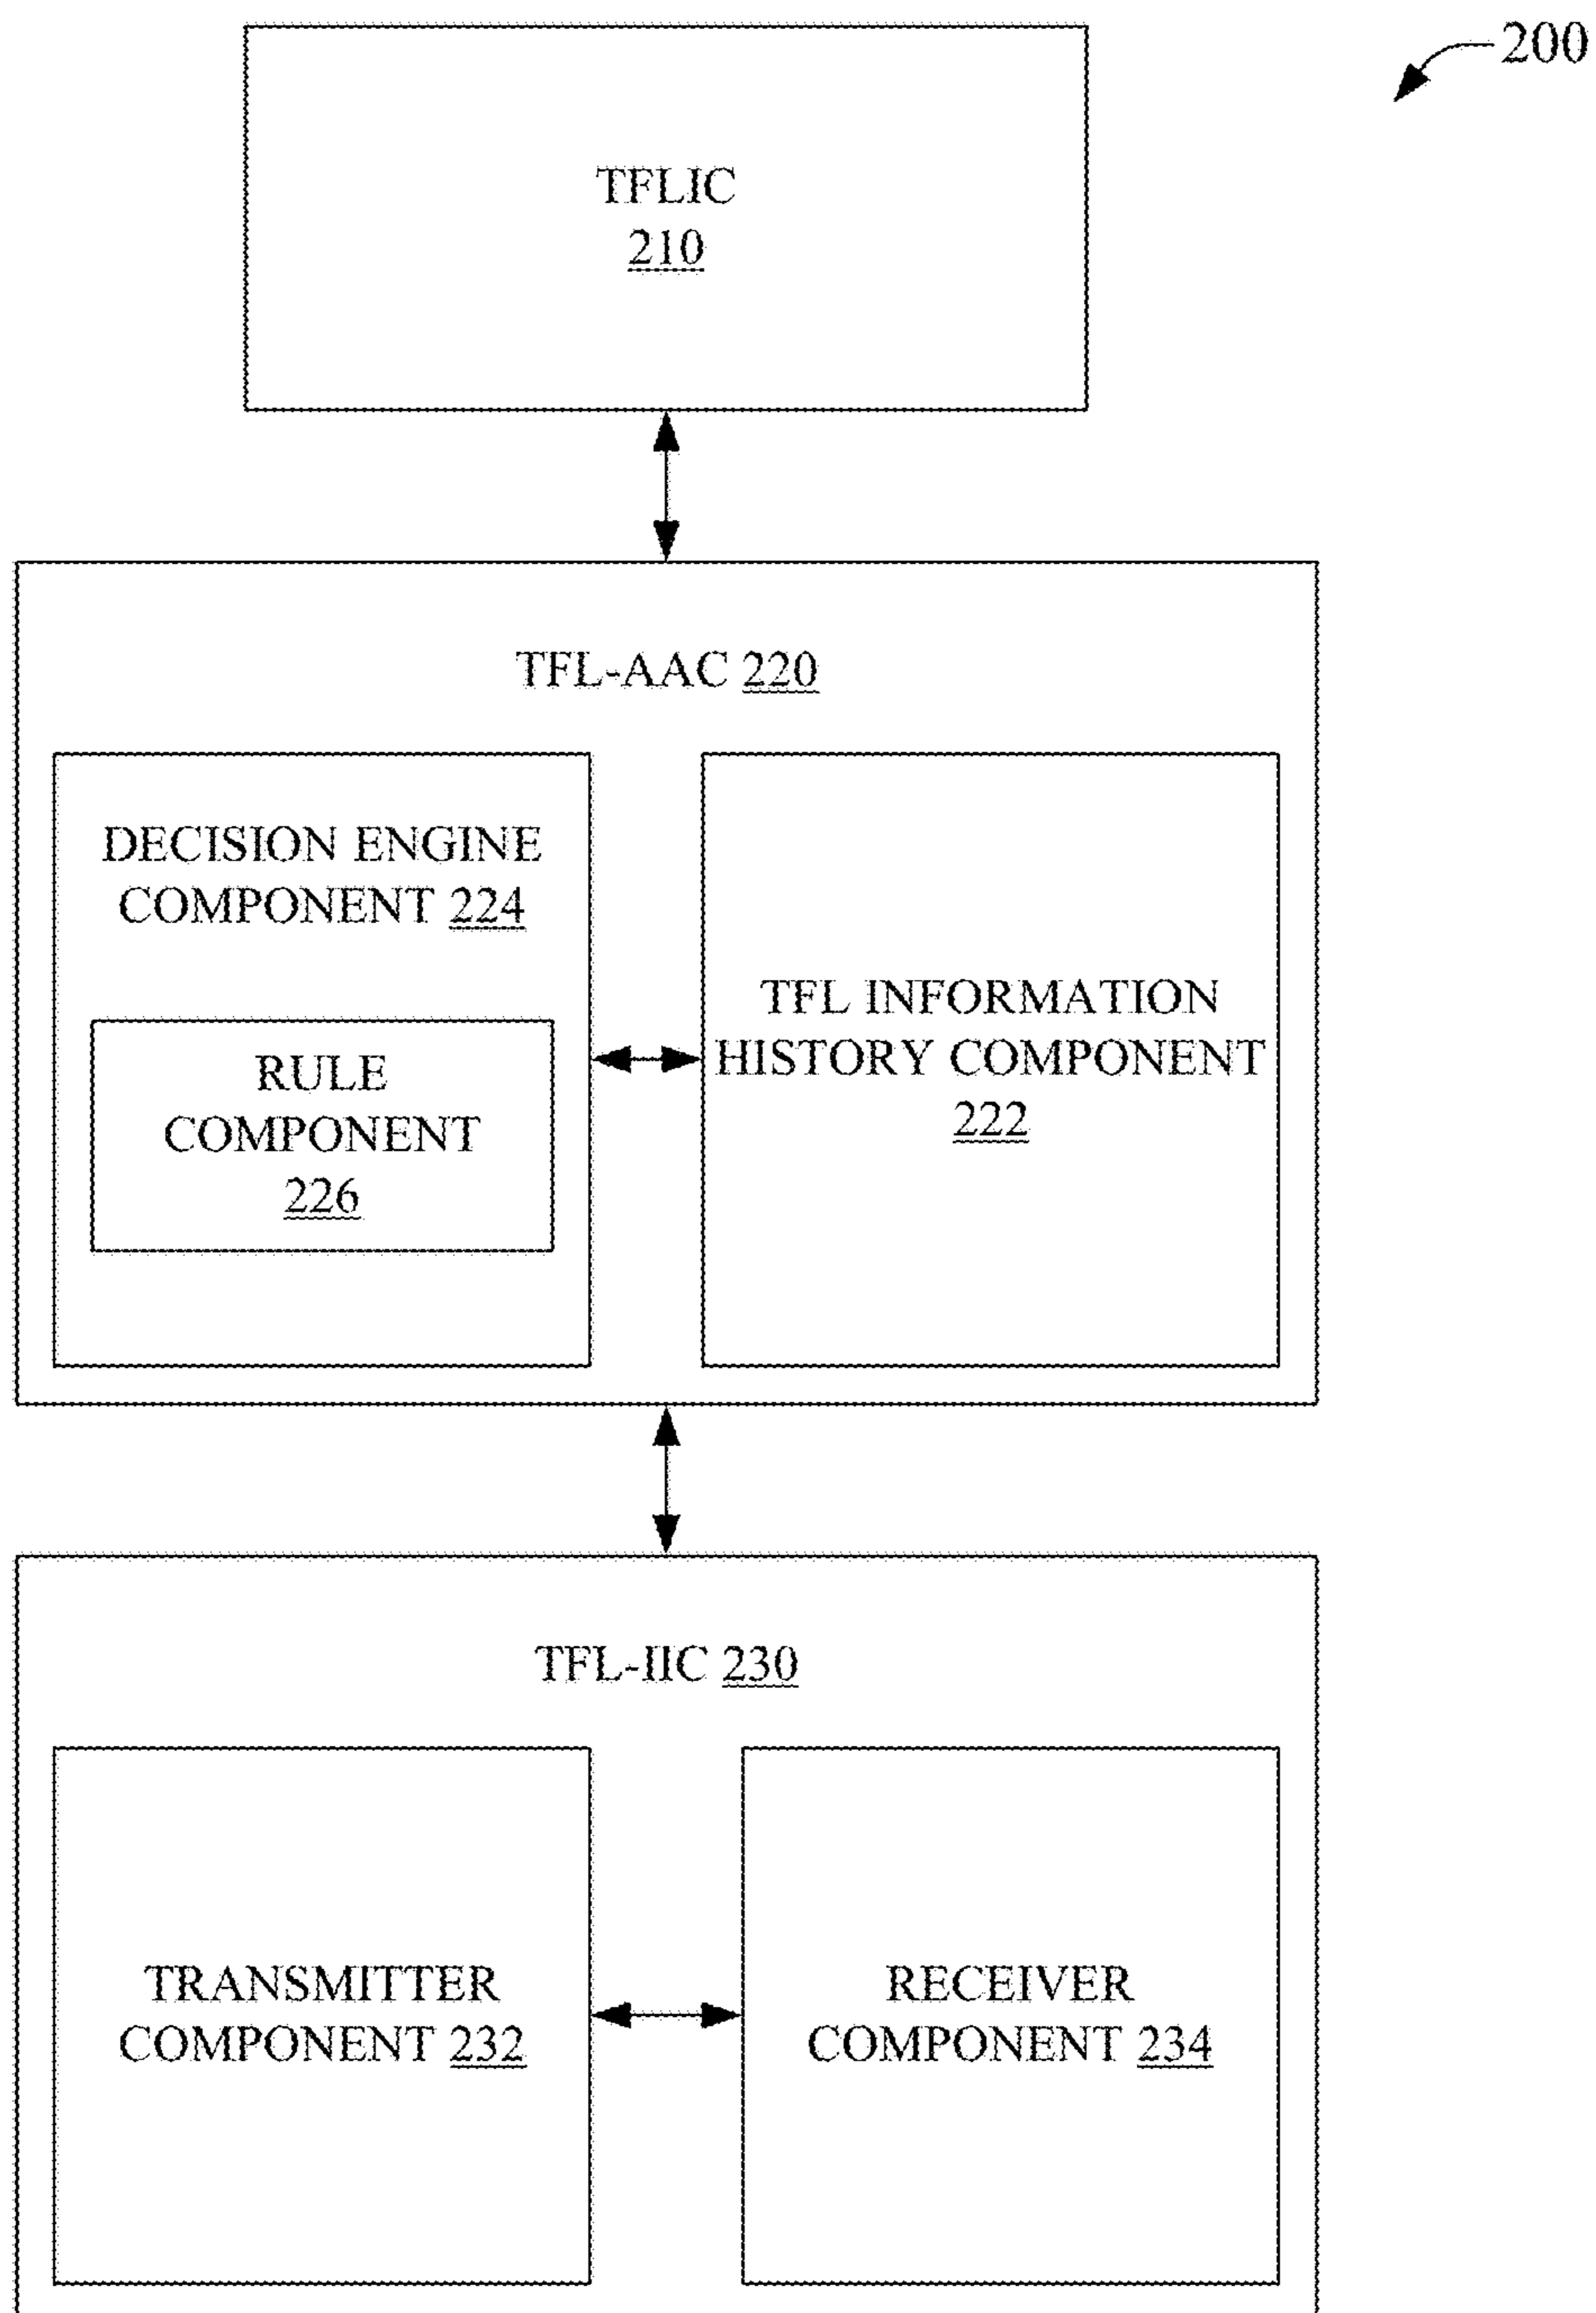 200
TFLIC
210
TFL-AAC 220
DECISION ENGINE
COMPONENT 224
RULE
COMPONENT
226
TFL INFORMATION
HISTORY COMPONENT
222
TFL-IIC 230
TRANSMITTER
COMPONENT 232
RECEIVER
COMPONENT 234